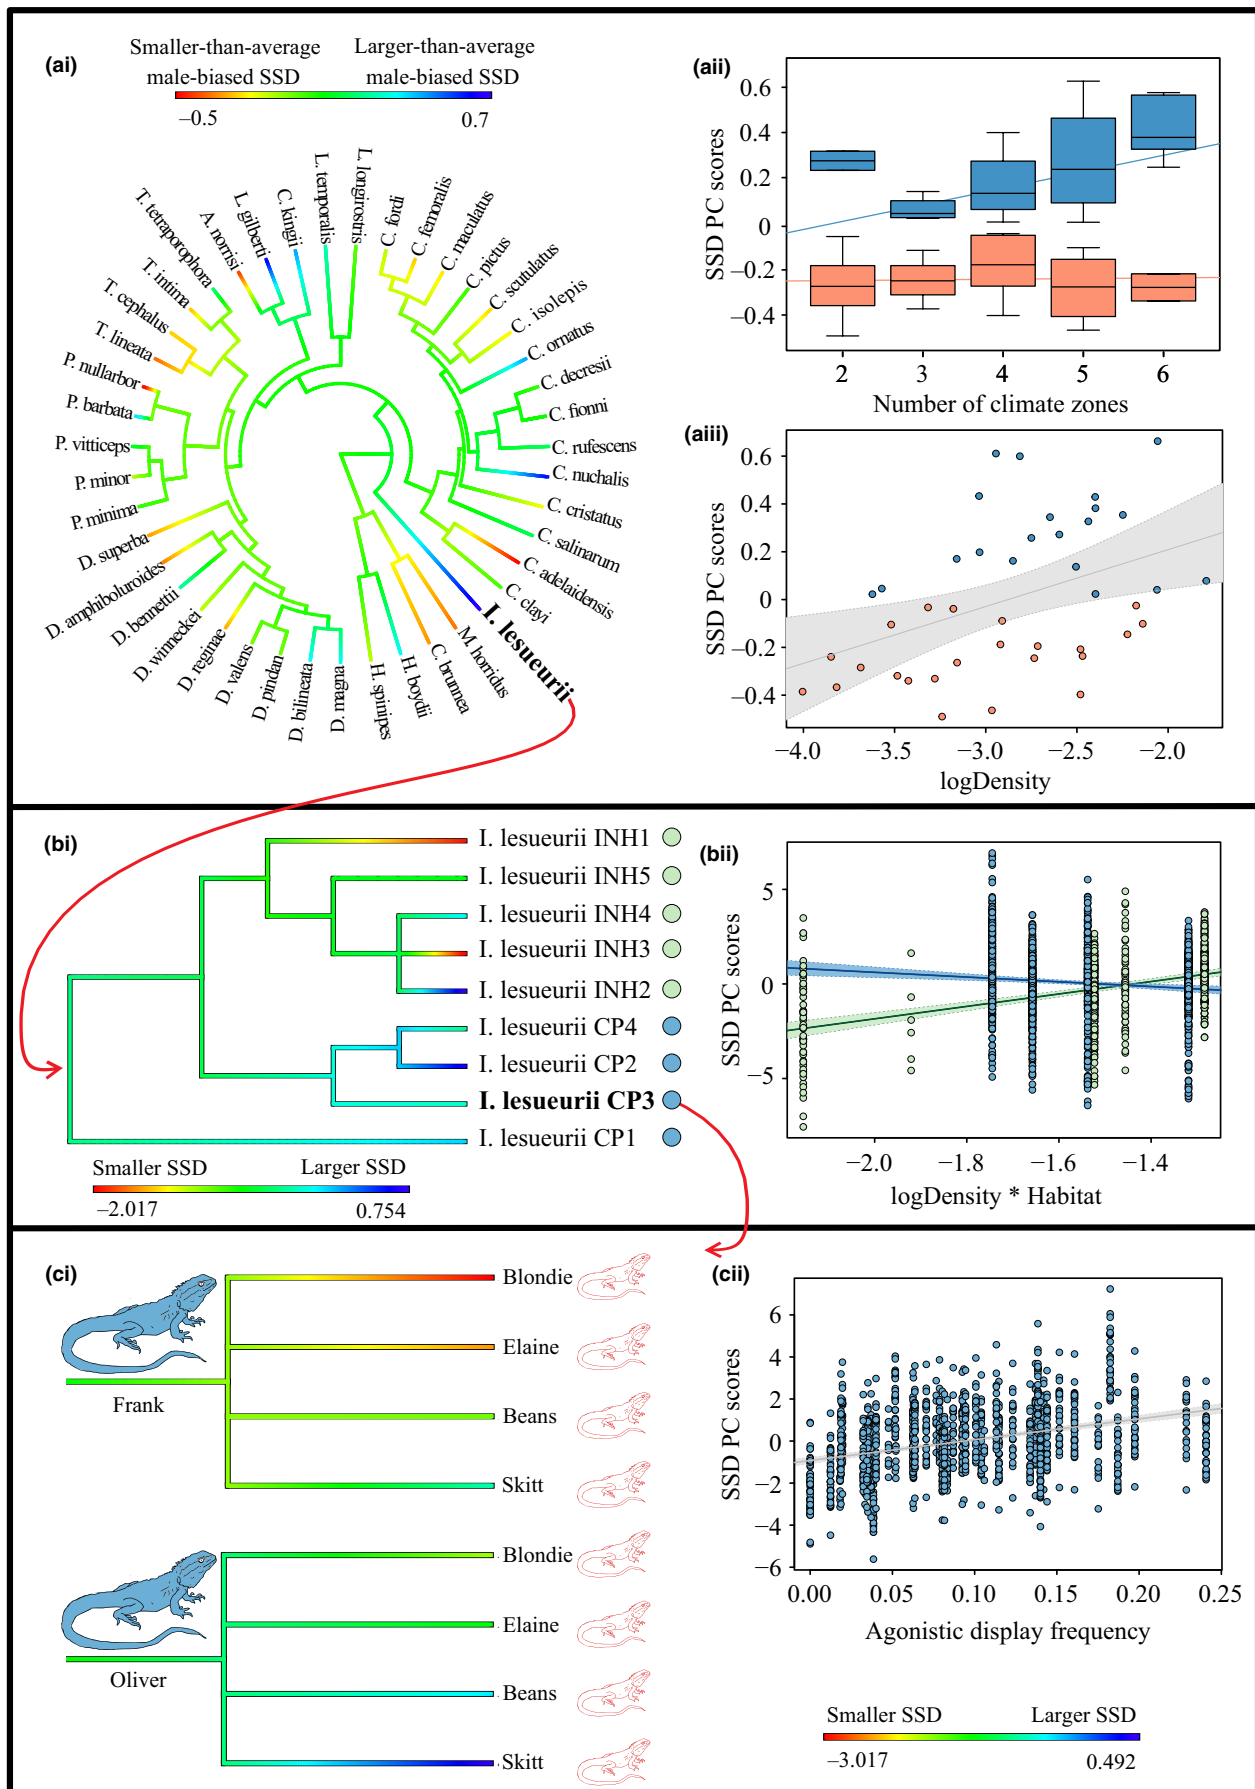 (ai)
Smaller-than-average
male-biased SSD
Larger-than-average
male-biased SSD
−0.5
0.7
L. longirostris
L. temporalis
C. kingii
L. gilberti
A. norrisi
T. tetraporophora
T. intima
T. cephalus
T. lineata
P. nullarbor
P. barbata
P. vitticeps
P. minor
P. minima
D. superba
D. amphiboluroides
D. bennettii
D. winneckei
D. reginae
D. valens
D. pindan
D. bilineata
D. magna
H. spinipes
H. boydii
C. brunnea
M. horridus
I. lesueurii
C. clayi
C. adelaidensis
C. salinarum
C. cristatus
C. nuchalis
C. rufescens
C. fionni
C. decresii
C. ornatus
C. isolepis
C. scutulatus
C. pictus
C. maculatus
C. femoralis
C. fordi
(aii)
SSD PC scores
0.6
0.4
0.2
0
−0.2
−0.4
2 3 4 5 6
Number of climate zones
(aiii)
SSD PC scores
0.6
0.4
0.2
0
−0.2
−0.4
−4.0 −3.5 −3.0 −2.5 −2.0
logDensity
(bi)
I. lesueurii INH1
I. lesueurii INH5
I. lesueurii INH4
I. lesueurii INH3
I. lesueurii INH2
I. lesueurii CP4
I. lesueurii CP2
I. lesueurii CP3
I. lesueurii CP1
Smaller SSD
Larger SSD
−2.017
0.754
(bii)
SSD PC scores
5
0
−5
−2.0 −1.8 −1.6 −1.4
logDensity * Habitat
(ci)
Frank
Blondie
Elaine
Beans
Skitt
Oliver
Blondie
Elaine
Beans
Skitt
(cii)
SSD PC scores
6
4
2
0
−2
−4
−6
0.00 0.05 0.10 0.15 0.20 0.25
Agonistic display frequency
Smaller SSD
Larger SSD
−3.017
0.492